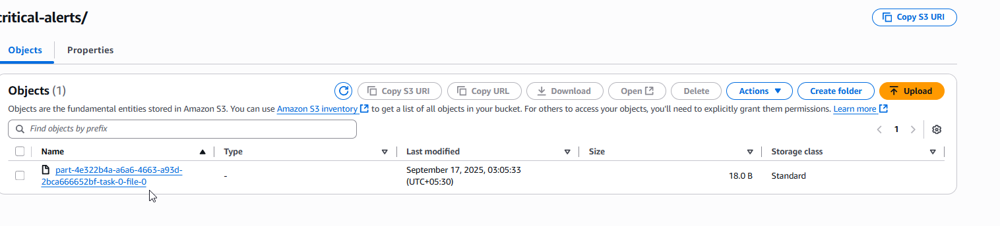 critical-alerts/
Copy S3 URI
Objects
Properties
Objects (1)
Copy S3 URI
Copy URL
Download
Open
Delete
Actions
Create folder
Upload
Objects are the fundamental entities stored in Amazon S3. You can use Amazon S3 inventory to get a list of all objects in your bucket. For others to access your objects, you'll need to explicitly grant them permissions. Learn more
Find objects by prefix
1
Name
Type
Last modified
Size
Storage class
part-4e322b4a-a6a6-4663-a93d-
2bca666652bf-task-0-file-0
-
September 17, 2025, 03:05:33
(UTC+05:30)
18.0 B
Standard